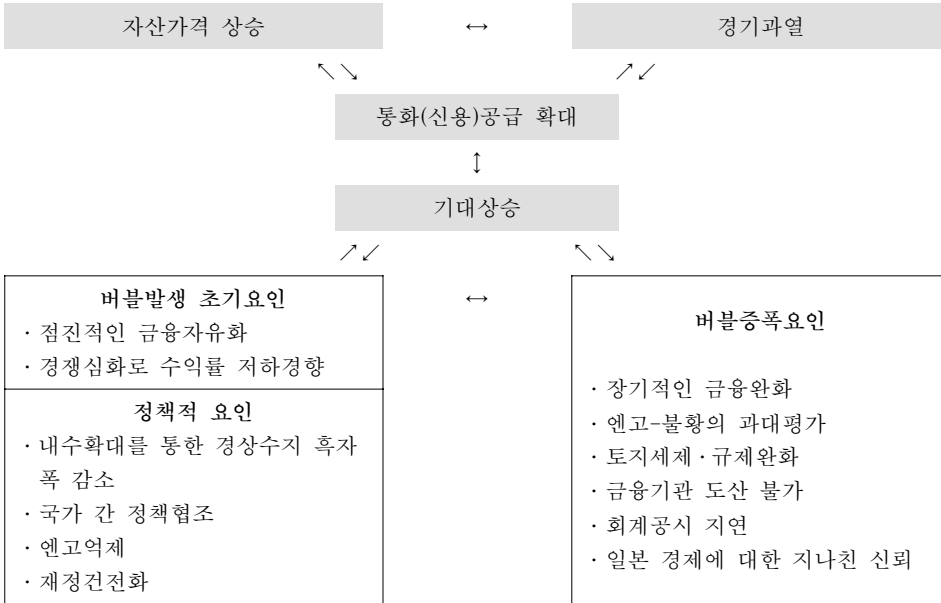 자산가격 상승 ↔ 경기과열
↖↘ ↗↙
통화(신용)공급 확대
↕
기대상승
↗↙ ↖↘
버블발생 초기요인
· 점진적인 금융자유화
· 경쟁심화로 수익률 저하경향
정책적 요인
· 내수확대를 통한 경상수지 흑자
폭 감소
· 국가 간 정책협조
· 엔고억제
· 재정건전화
↔
버블증폭요인
· 장기적인 금융완화
· 엔고-불황의 과대평가
· 토지세제·규제완화
· 금융기관 도산 불가
· 회계공시 지연
· 일본 경제에 대한 지나친 신뢰